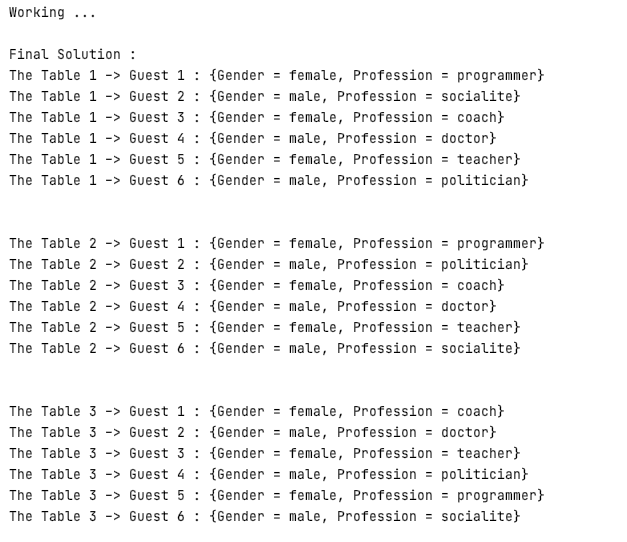 Working ...
Final Solution :
The Table 1 -> Guest 1 : {Gender = female, Profession = programmer}
The Table 1 -> Guest 2 : {Gender = male, Profession = socialite}
The Table 1 -> Guest 3 : {Gender = female, Profession = coach}
The Table 1 -> Guest 4 : {Gender = male, Profession = doctor}
The Table 1 -> Guest 5 : {Gender = female, Profession = teacher}
The Table 1 -> Guest 6 : {Gender = male, Profession = politician}
The Table 2 -> Guest 1 : {Gender = female, Profession = programmer}
The Table 2 -> Guest 2 : {Gender = male, Profession = politician}
The Table 2 -> Guest 3 : {Gender = female, Profession = coach}
The Table 2 -> Guest 4 : {Gender = male, Profession = doctor}
The Table 2 -> Guest 5 : {Gender = female, Profession = teacher}
The Table 2 -> Guest 6 : {Gender = male, Profession = socialite}
The Table 3 -> Guest 1 : {Gender = female, Profession = coach}
The Table 3 -> Guest 2 : {Gender = male, Profession = doctor}
The Table 3 -> Guest 3 : {Gender = female, Profession = teacher}
The Table 3 -> Guest 4 : {Gender = male, Profession = politician}
The Table 3 -> Guest 5 : {Gender = female, Profession = programmer}
The Table 3 -> Guest 6 : {Gender = male, Profession = socialite}